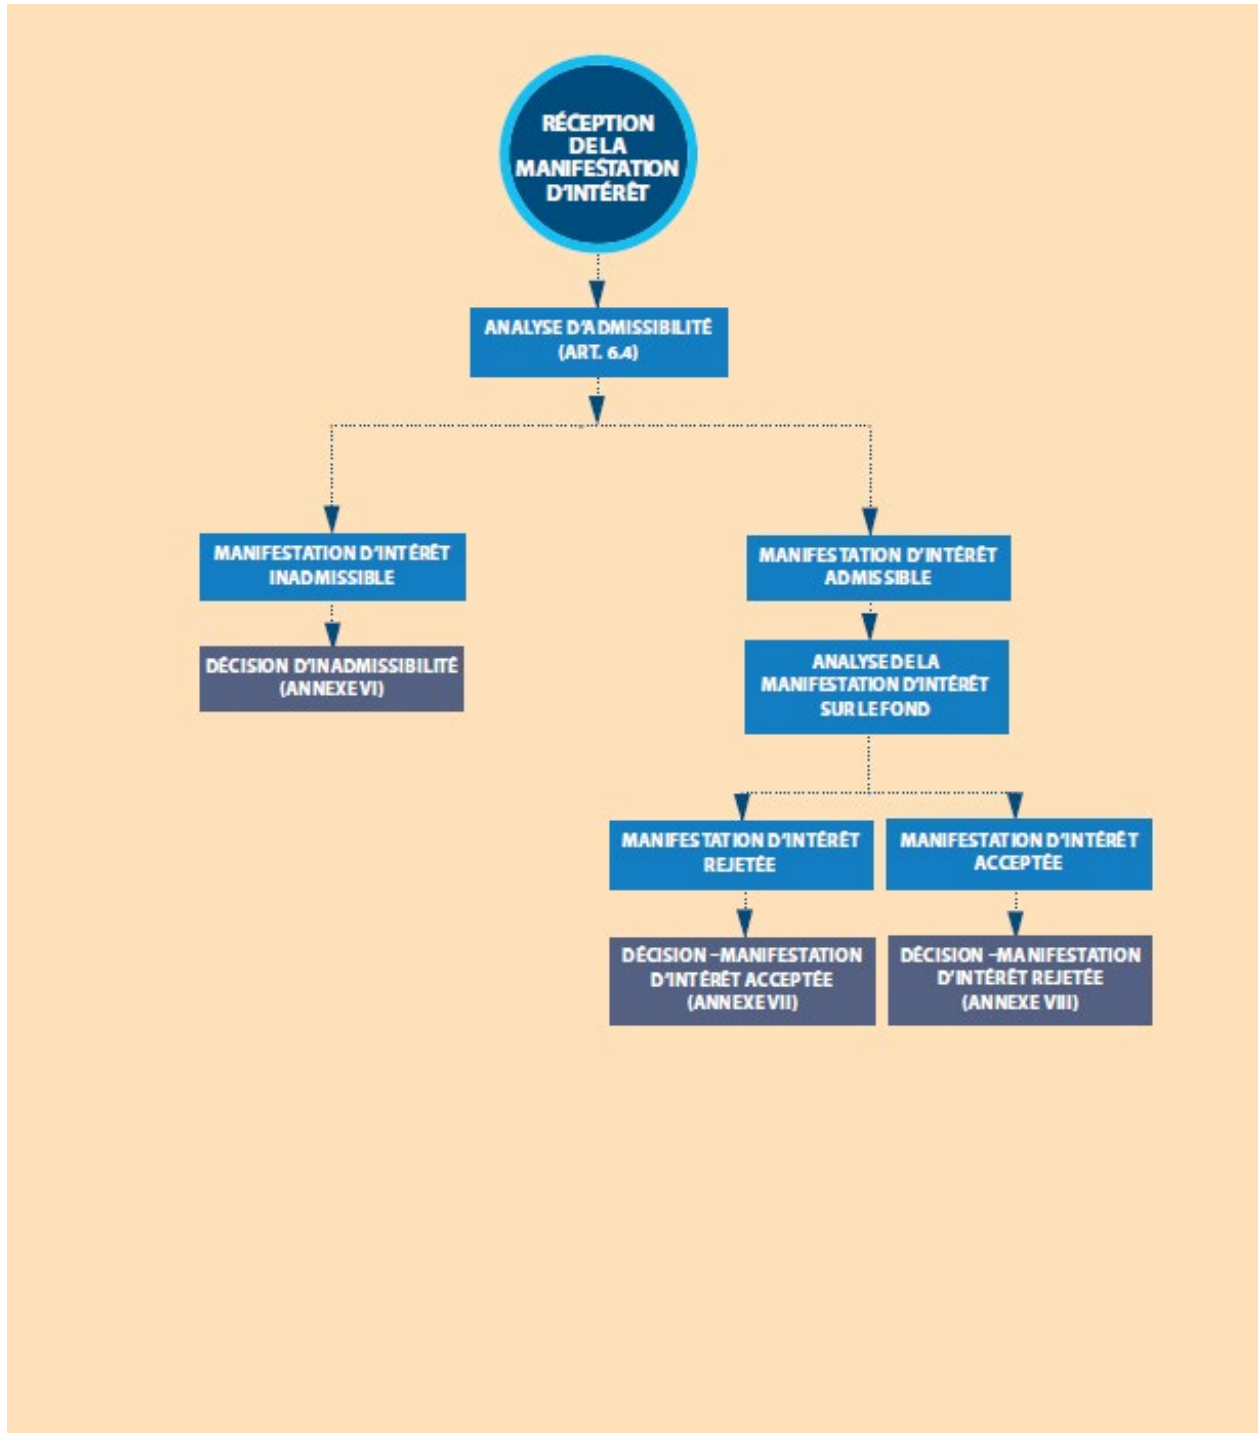 RÉCEPTION
DE LA
MANIFESTATION
D'INTÉRÊT
ANALYSE D'ADMISSIBILITÉ
(ART. 6.4)
MANIFESTATION D'INTÉRÊT
INADMISSIBLE
DÉCISION D'INADMISSIBILITÉ
(ANNEXE VI)
MANIFESTATION D'INTÉRÊT
ADMISSIBLE
ANALYSE DE LA
MANIFESTATION D'INTÉRÊT
SUR LE FOND
MANIFESTATION D'INTÉRÊT
REJETÉE
MANIFESTATION D'INTÉRÊT
ACCEPTÉE
DÉCISION –MANIFESTATION
D'INTÉRÊT ACCEPTÉE
(ANNEXE VII)
DÉCISION –MANIFESTATION
D'INTÉRÊT REJETÉE
(ANNEXE VIII)